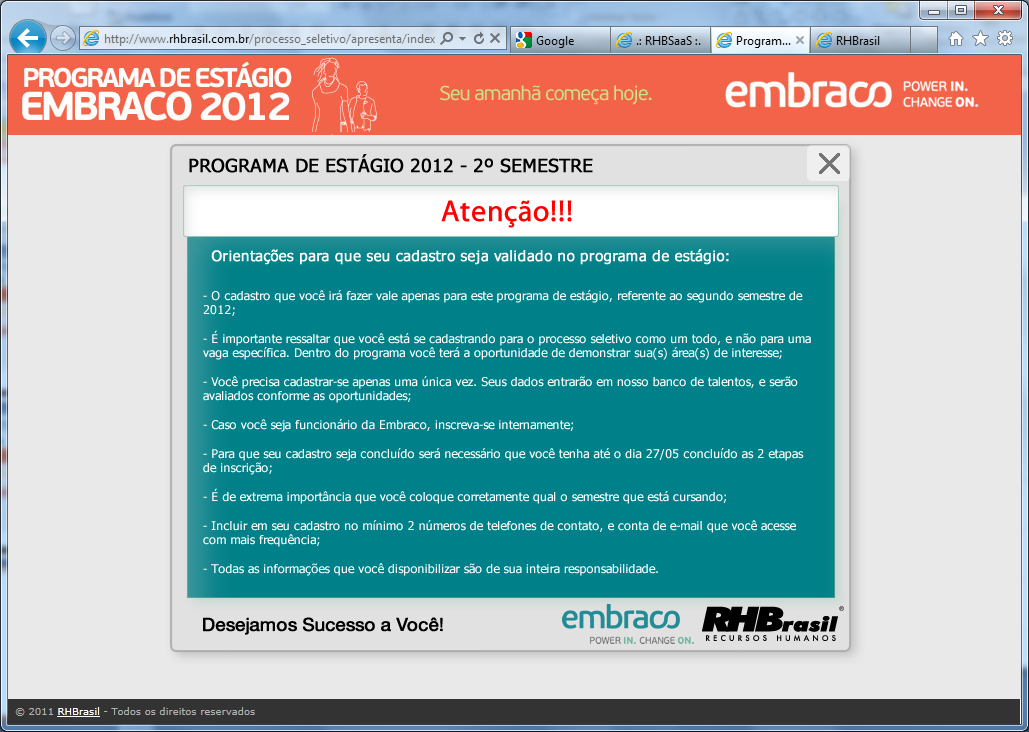 http://www.rhbrasil.com.br/processo_seletivo/apresenta/index
Google
.: RHBSaaS :.
Program...
RHBrasil
PROGRAMA DE ESTÁGIO
EMBRACO 2012
Seu amanhã começa hoje.
embraco
POWER IN.
CHANGE ON.
PROGRAMA DE ESTÁGIO 2012 - 2º SEMESTRE
Atenção!!!
Orientações para que seu cadastro seja validado no programa de estágio:
- O cadastro que você irá fazer vale apenas para este programa de estágio, referente ao segundo semestre de
2012;
- É importante ressaltar que você está se cadastrando para o processo seletivo como um todo, e não para uma
vaga específica. Dentro do programa você terá a oportunidade de demonstrar sua(s) área(s) de interesse;
- Você precisa cadastrar-se apenas uma única vez. Seus dados entrarão em nosso banco de talentos, e serão
avaliados conforme as oportunidades;
- Caso você seja funcionário da Embraco, inscreva-se internamente;
- Para que seu cadastro seja concluído será necessário que você tenha até o dia 27/05 concluído as 2 etapas
de inscrição;
- É de extrema importância que você coloque corretamente qual o semestre que está cursando;
- Incluir em seu cadastro no mínimo 2 números de telefones de contato, e conta de e-mail que você acesse
com mais frequência;
- Todas as informações que você disponibilizar são de sua inteira responsabilidade.
Desejamos Sucesso a Você!
embraco
POWER IN. CHANGE ON.
RHBrasil®
RECURSOS HUMANOS
© 2011 RHBrasil - Todos os direitos reservados